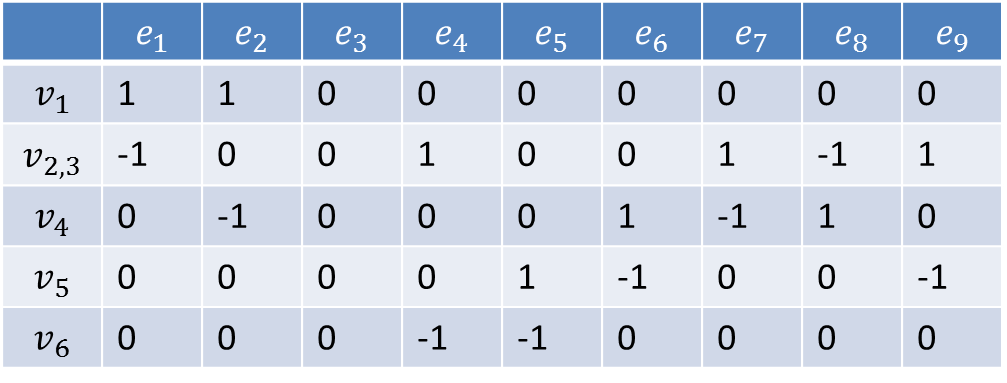 e₁ e₂ e₃ e₄ e₅ e₆ e₇ e₈ e₉
v₁ 1 1 0 0 0 0 0 0 0
v₂,₃ -1 0 0 1 0 0 1 -1 1
v₄ 0 -1 0 0 0 1 -1 1 0
v₅ 0 0 0 0 1 -1 0 0 -1
v₆ 0 0 0 -1 -1 0 0 0 0